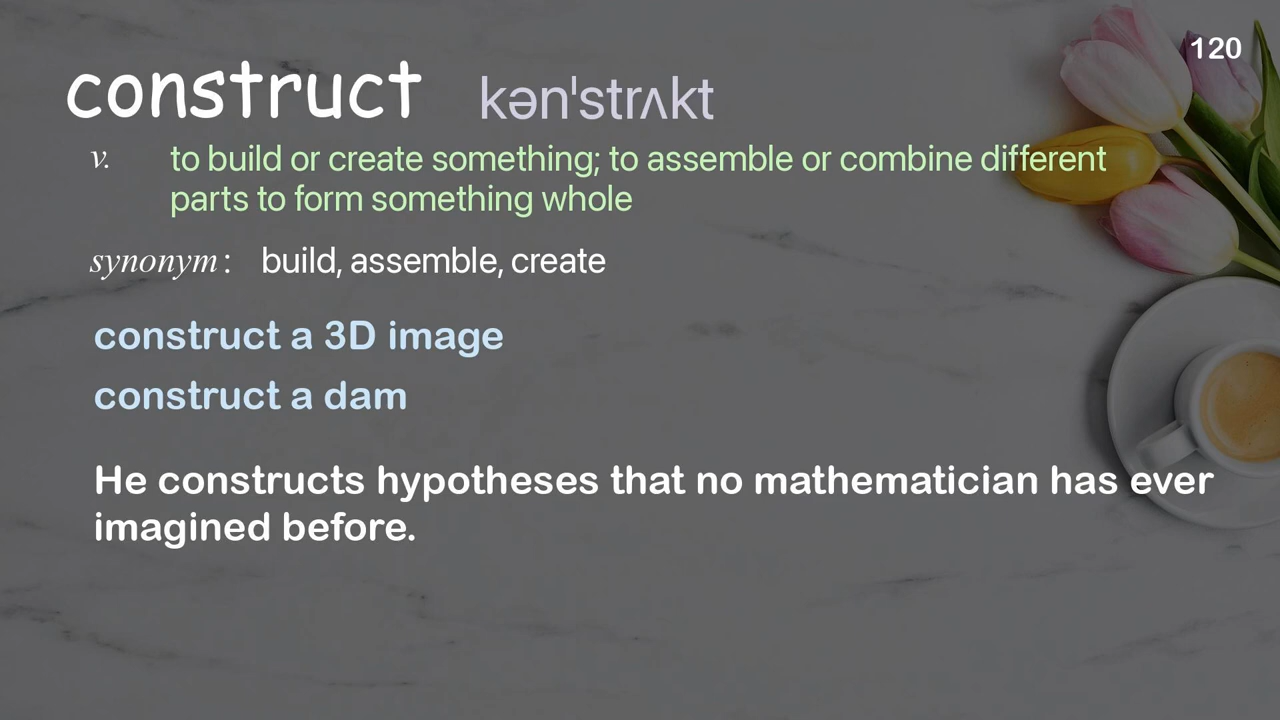 120
construct kən'strʌkt
v. to build or create something; to assemble or combine different
parts to form something whole
synonym : build, assemble, create
construct a 3D image
construct a dam
He constructs hypotheses that no mathematician has ever
imagined before.